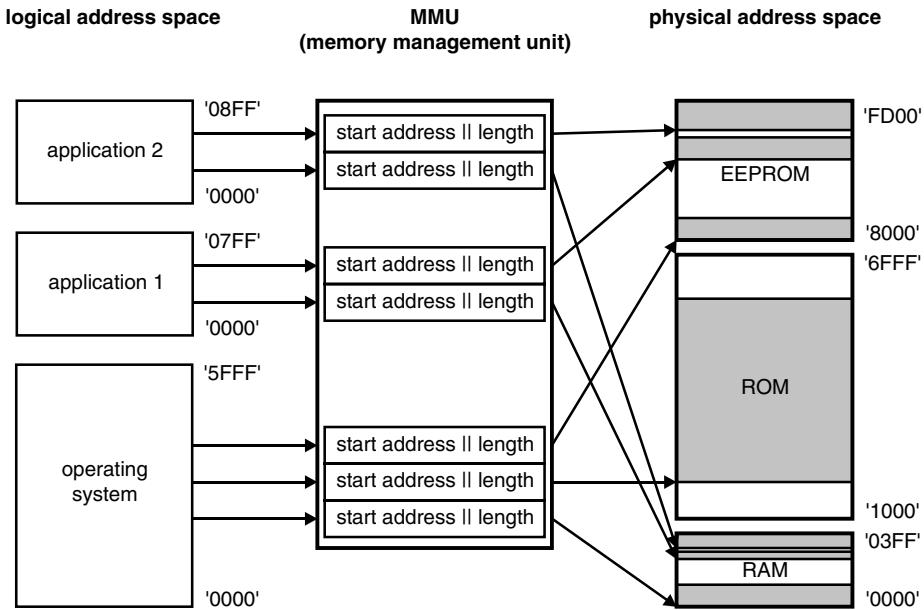 logical address space
MMU
(memory management unit)
physical address space
'08FF'
application 2
'0000'
'07FF'
application 1
'0000'
'5FFF'
operating
system
'0000'
start address || length
start address || length
start address || length
start address || length
start address || length
start address || length
start address || length
'FD00'
EEPROM
'8000'
'6FFF'
ROM
'1000'
'03FF'
RAM
'0000'